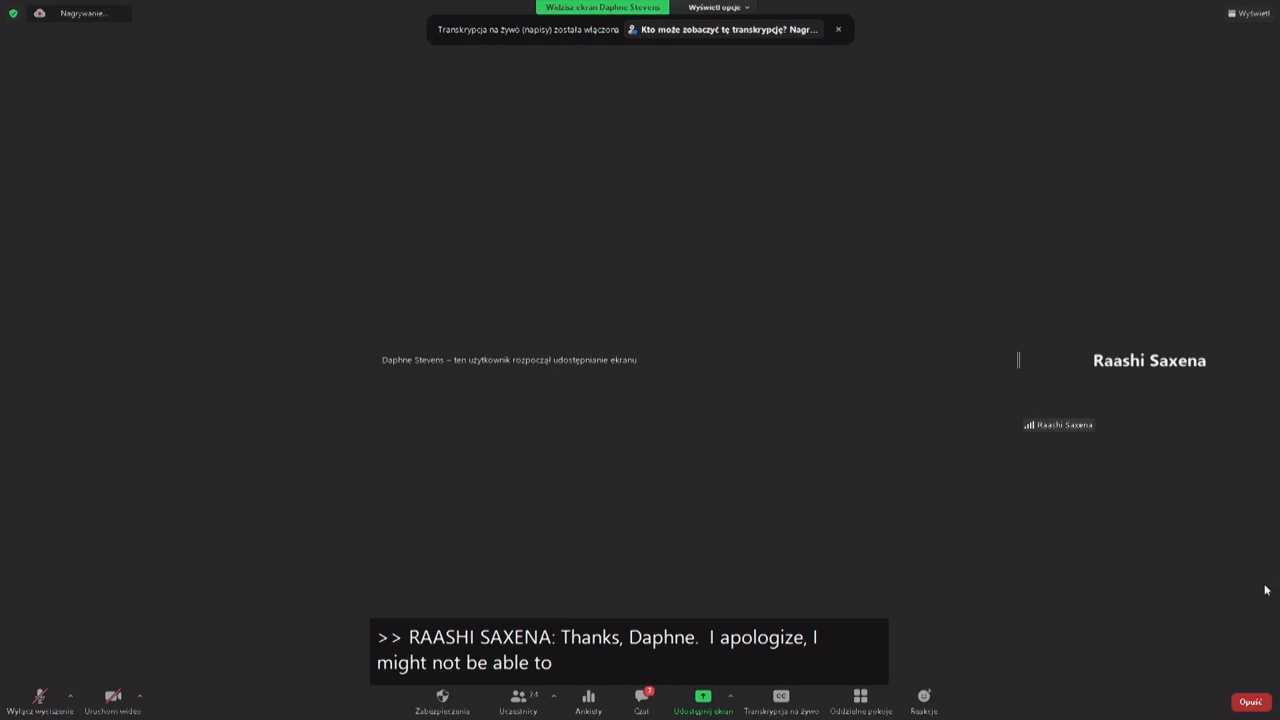 Nagrywanie...
Widzisz ekran Daphne Stevens
Wyświetl opcje
Wyświetl
Transkrypcja na żywo (napisy) została włączona
Kto może zobaczyć tę transkrypcję? Nagr...
Daphne Stevens – ten użytkownik rozpoczął udostępnianie ekranu
Raashi Saxena
Raashi Saxena
>> RAASHI SAXENA: Thanks, Daphne. I apologize, I
might not be able to
Wyłącz wyciszenie
Uruchom wideo
Zabezpieczenia
Uczestnicy
24
Ankiety
Czat
7
Udostępnij ekran
CC
Transkrypcja na żywo
Oddzielne pokoje
Reakcje
Opuść